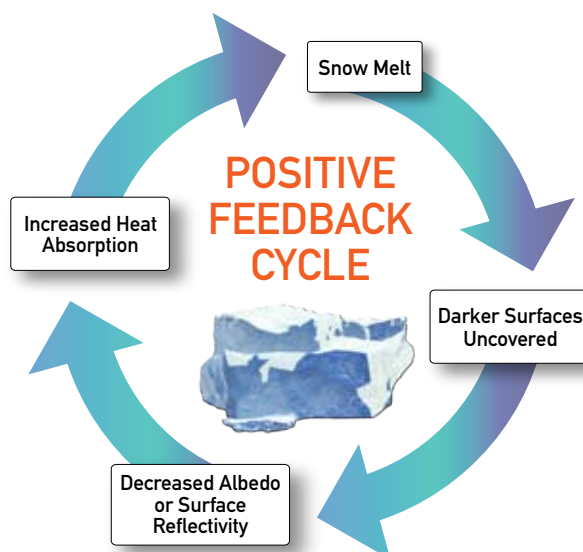 Snow Melt
POSITIVE
FEEDBACK
CYCLE
Increased Heat
Absorption
Darker Surfaces
Uncovered
Decreased Albedo
or Surface
Reflectivity